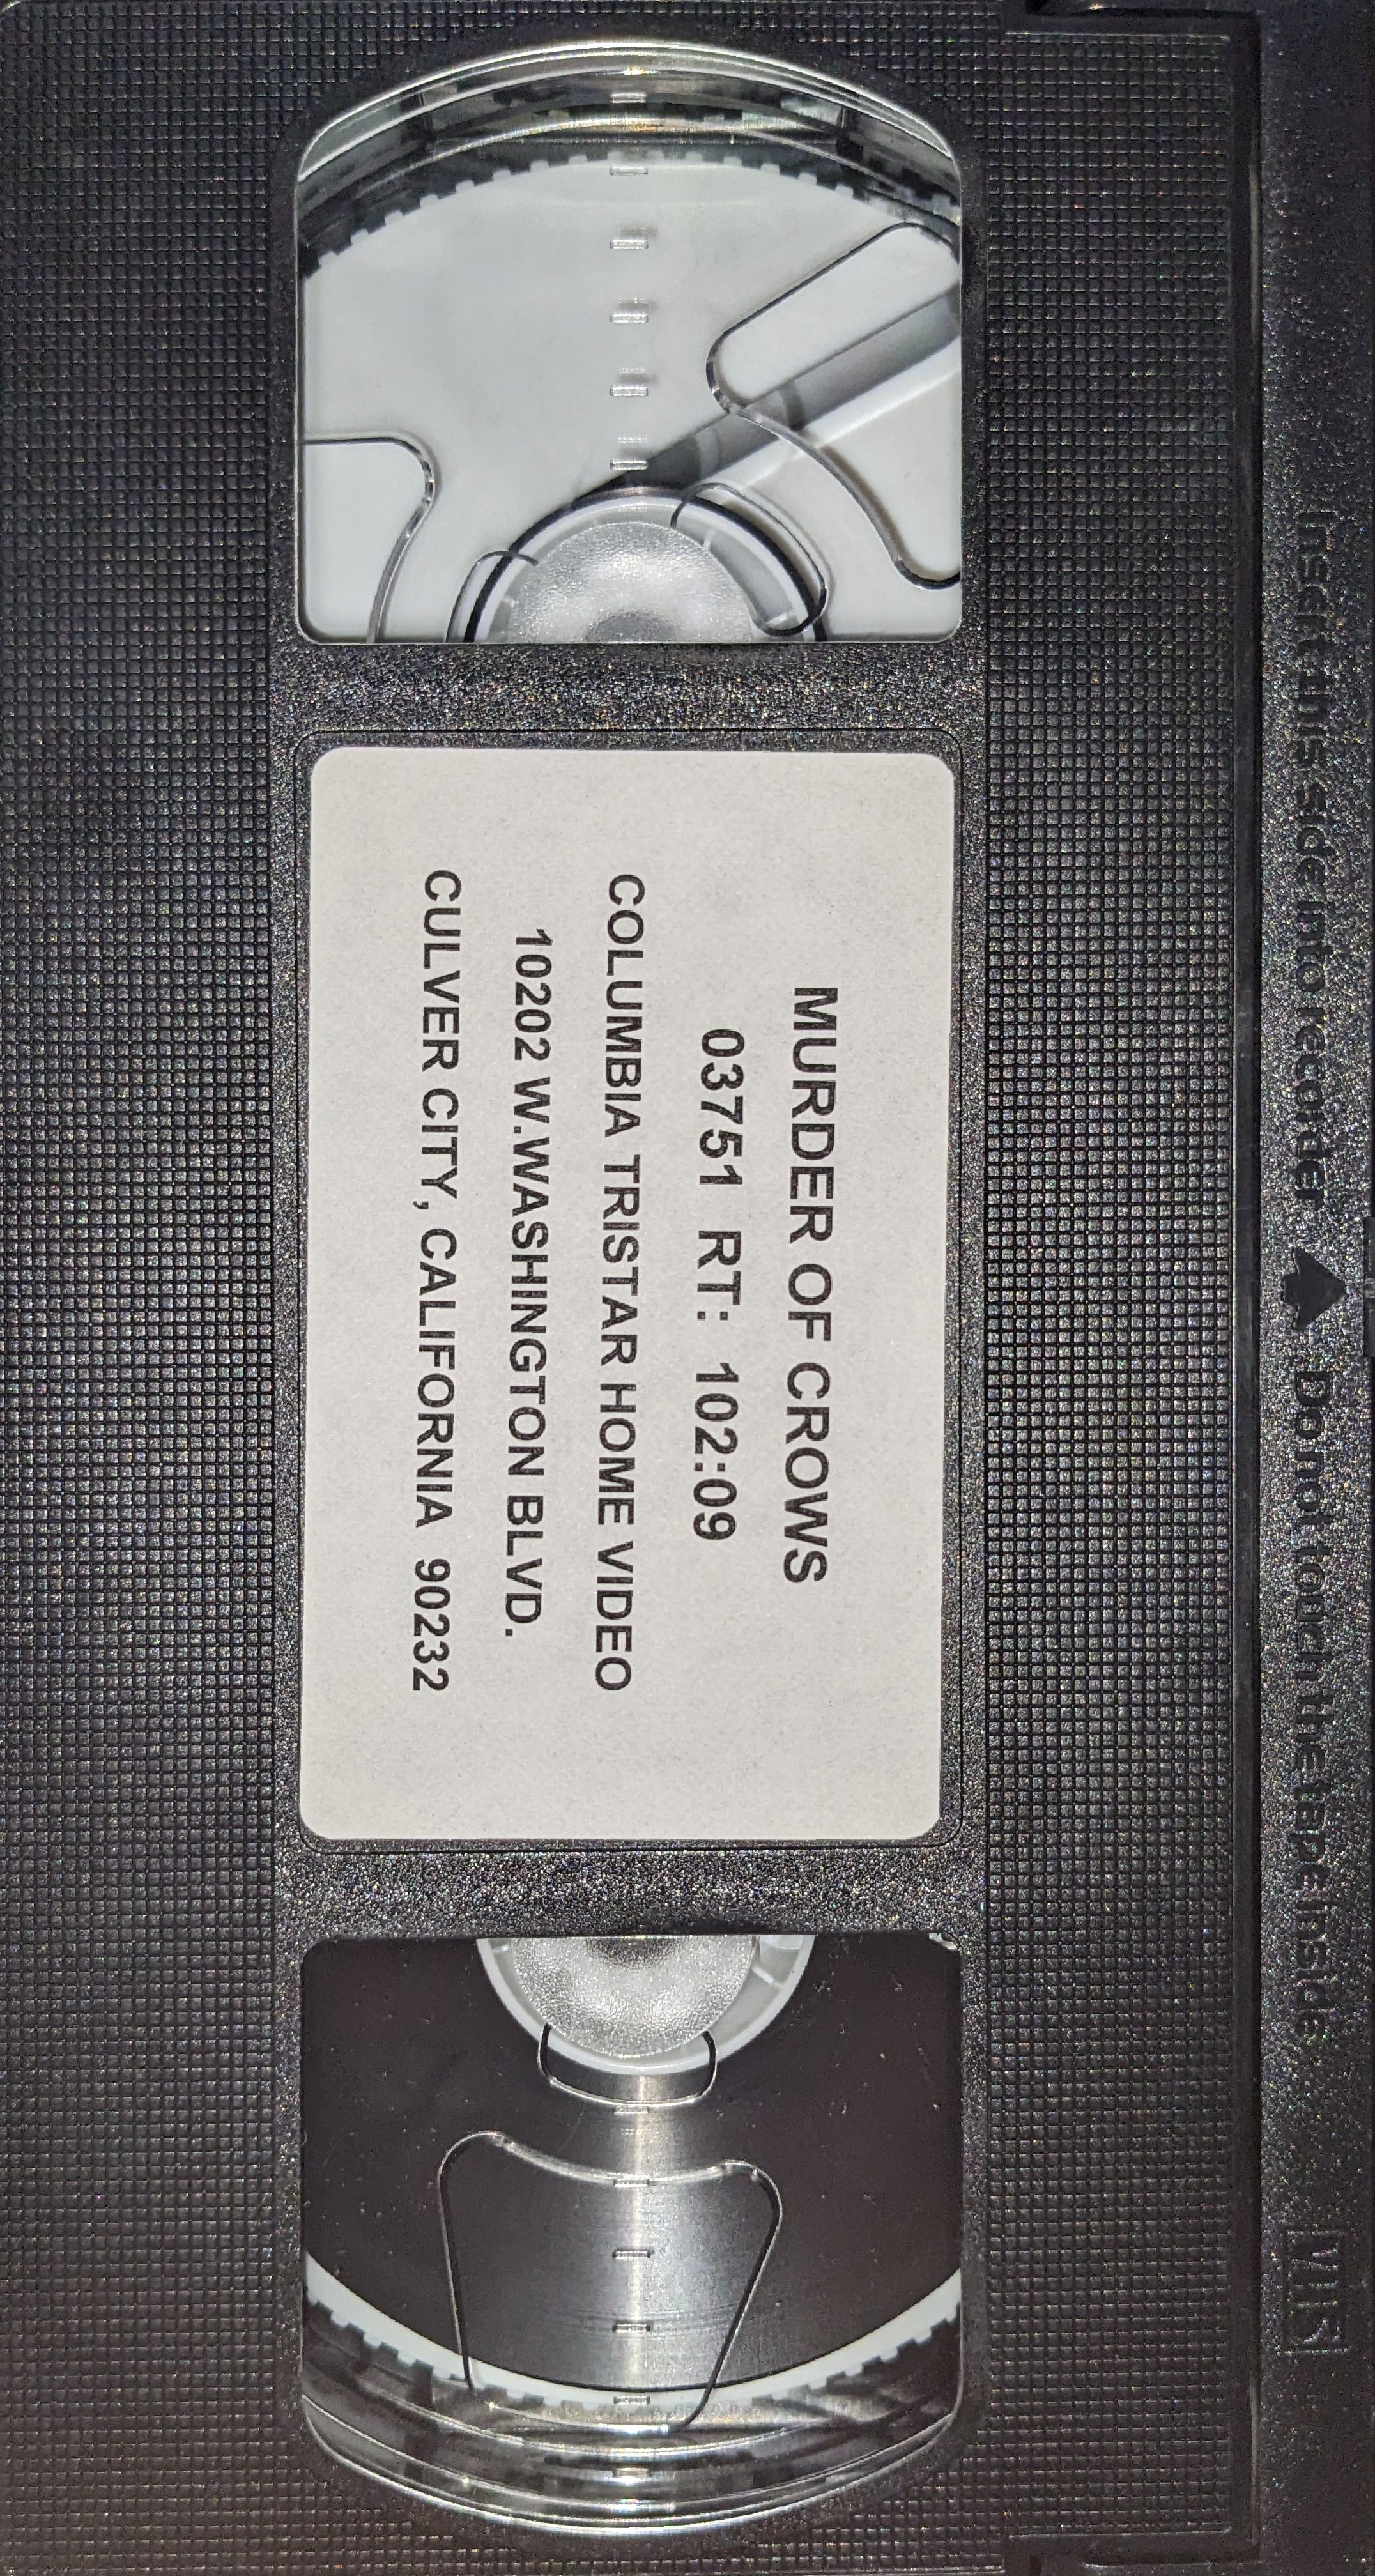 Insert this side into recorder ▲ Do not touch the tape inside
VHS
MURDER OF CROWS
03751 RT: 102:09
COLUMBIA TRISTAR HOME VIDEO
10202 W.WASHINGTON BLVD.
CULVER CITY, CALIFORNIA 90232